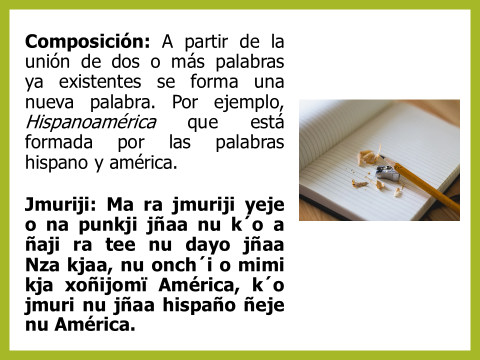 Composición: A partir de la
unión de dos o más palabras
ya existentes se forma una
nueva palabra. Por ejemplo,
Hispanoamérica que está
formada por las palabras
hispano y américa.
Jmuriji: Ma ra jmuriji yeje
o na punkji jñaa nu k´o a
ñaji ra tee nu dayo jñaa
Nza kjaa, nu onch´i o mimi
kja xoñijomï América, k´o
jmuri nu jñaa hispaño ñeje
nu América.